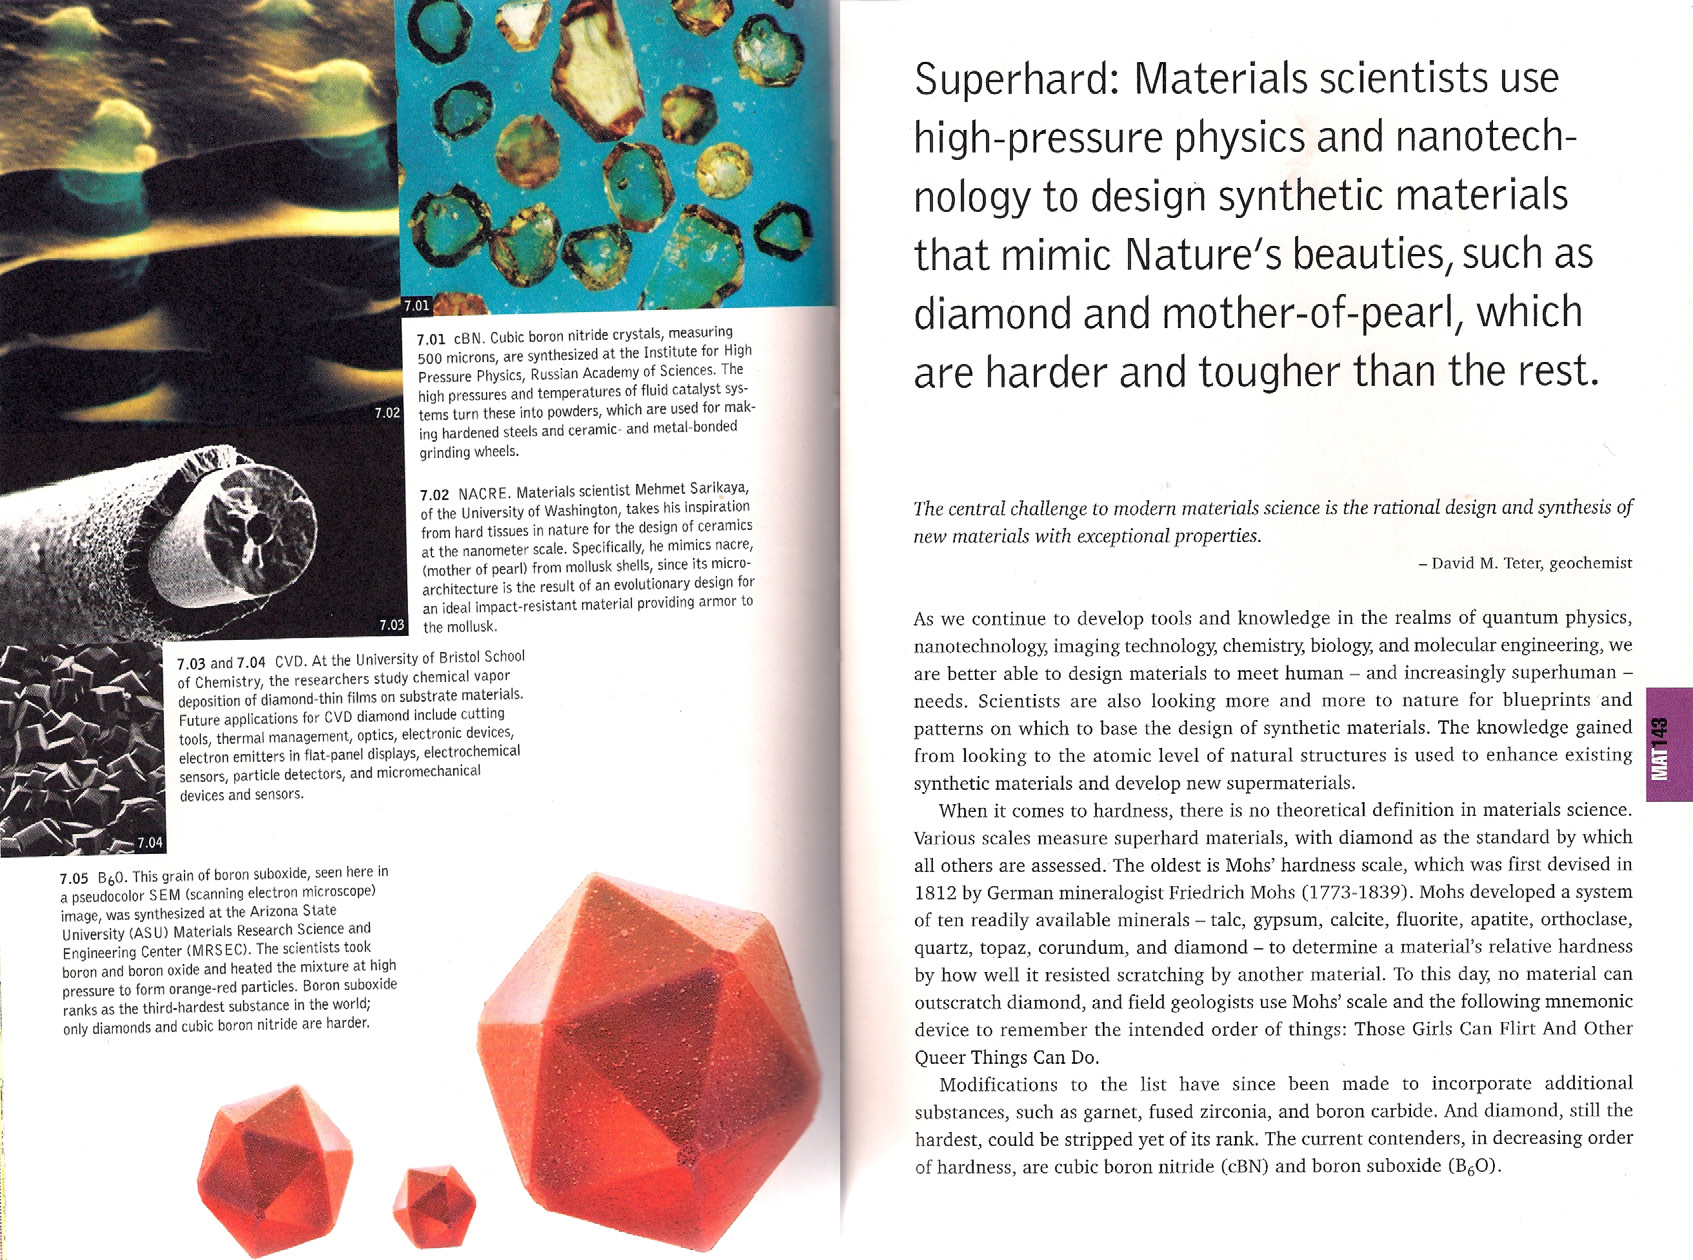 7.01
7.02
7.03
7.04
7.01 cBN. Cubic boron nitride crystals, measuring
500 microns, are synthesized at the Institute for High
Pressure Physics, Russian Academy of Sciences. The
high pressures and temperatures of fluid catalyst sys-
tems turn these into powders, which are used for mak-
ing hardened steels and ceramic- and metal-bonded
grinding wheels.
7.02 NACRE. Materials scientist Mehmet Sarikaya,
of the University of Washington, takes his inspiration
from hard tissues in nature for the design of ceramics
at the nanometer scale. Specifically, he mimics nacre,
(mother of pearl) from mollusk shells, since its micro-
architecture is the result of an evolutionary design for
an ideal impact-resistant material providing armor to
the mollusk.
7.03 and 7.04 CVD. At the University of Bristol School
of Chemistry, the researchers study chemical vapor
deposition of diamond-thin films on substrate materials.
Future applications for CVD diamond include cutting
tools, thermal management, optics, electronic devices,
electron emitters in flat-panel displays, electrochemical
sensors, particle detectors, and micromechanical
devices and sensors.
7.05 B₆O. This grain of boron suboxide, seen here in
a pseudocolor SEM (scanning electron microscope)
image, was synthesized at the Arizona State
University (ASU) Materials Research Science and
Engineering Center (MRSEC). The scientists took
boron and boron oxide and heated the mixture at high
pressure to form orange-red particles. Boron suboxide
ranks as the third-hardest substance in the world;
only diamonds and cubic boron nitride are harder.
Superhard: Materials scientists use
high-pressure physics and nanotech-
nology to design synthetic materials
that mimic Nature's beauties, such as
diamond and mother-of-pearl, which
are harder and tougher than the rest.
The central challenge to modern materials science is the rational design and synthesis of
new materials with exceptional properties.
– David M. Teter, geochemist
As we continue to develop tools and knowledge in the realms of quantum physics,
nanotechnology, imaging technology, chemistry, biology, and molecular engineering, we
are better able to design materials to meet human – and increasingly superhuman –
needs. Scientists are also looking more and more to nature for blueprints and
patterns on which to base the design of synthetic materials. The knowledge gained
from looking to the atomic level of natural structures is used to enhance existing
synthetic materials and develop new supermaterials.
When it comes to hardness, there is no theoretical definition in materials science.
Various scales measure superhard materials, with diamond as the standard by which
all others are assessed. The oldest is Mohs' hardness scale, which was first devised in
1812 by German mineralogist Friedrich Mohs (1773-1839). Mohs developed a system
of ten readily available minerals – talc, gypsum, calcite, fluorite, apatite, orthoclase,
quartz, topaz, corundum, and diamond – to determine a material's relative hardness
by how well it resisted scratching by another material. To this day, no material can
outscratch diamond, and field geologists use Mohs' scale and the following mnemonic
device to remember the intended order of things: Those Girls Can Flirt And Other
Queer Things Can Do.
Modifications to the list have since been made to incorporate additional
substances, such as garnet, fused zirconia, and boron carbide. And diamond, still the
hardest, could be stripped yet of its rank. The current contenders, in decreasing order
of hardness, are cubic boron nitride (cBN) and boron suboxide (B₆O).
MAT143